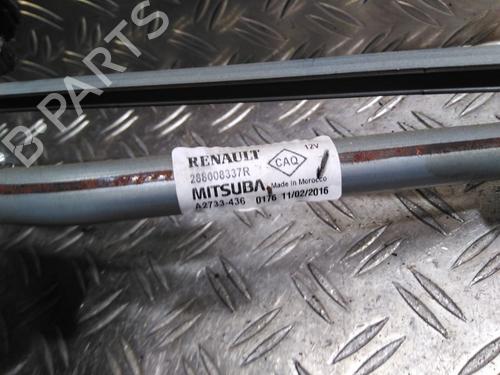 B-PARTS
RENAULT
288008337R
MITSUBA
A2733-436
CAQ
12V
Made in Morocco
0176 11/02/2016